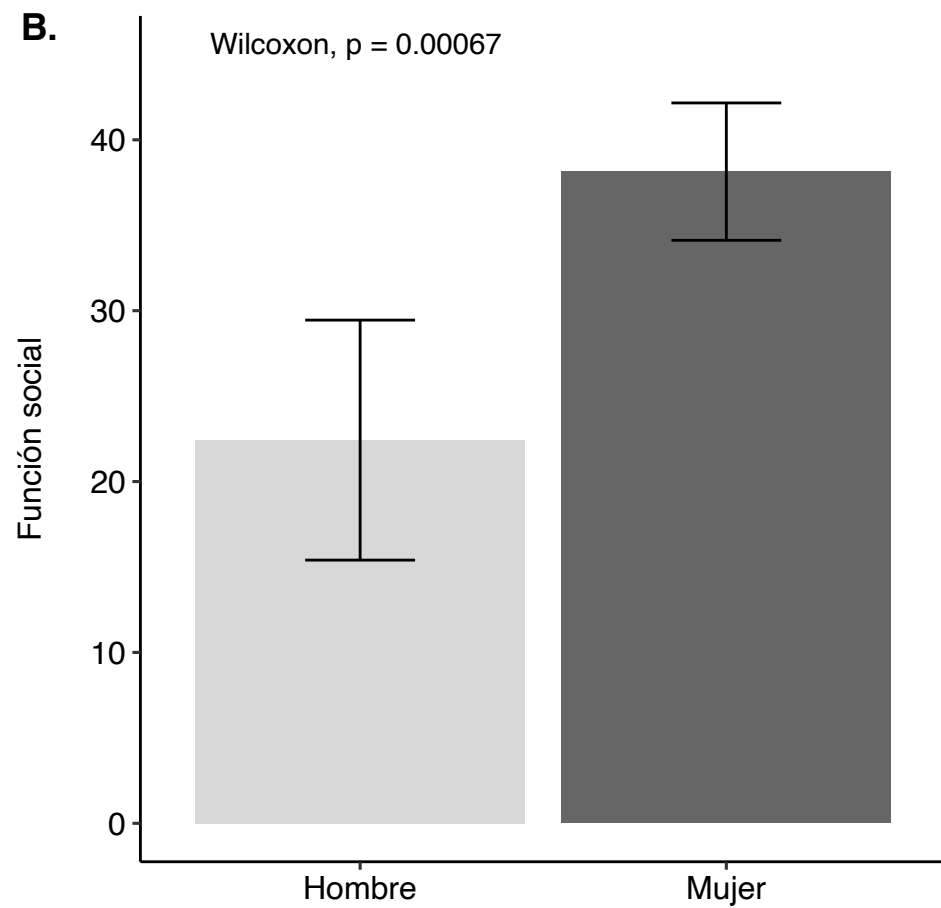 B.
Wilcoxon, p = 0.00067
40
30
20
10
0
Función social
Hombre
Mujer